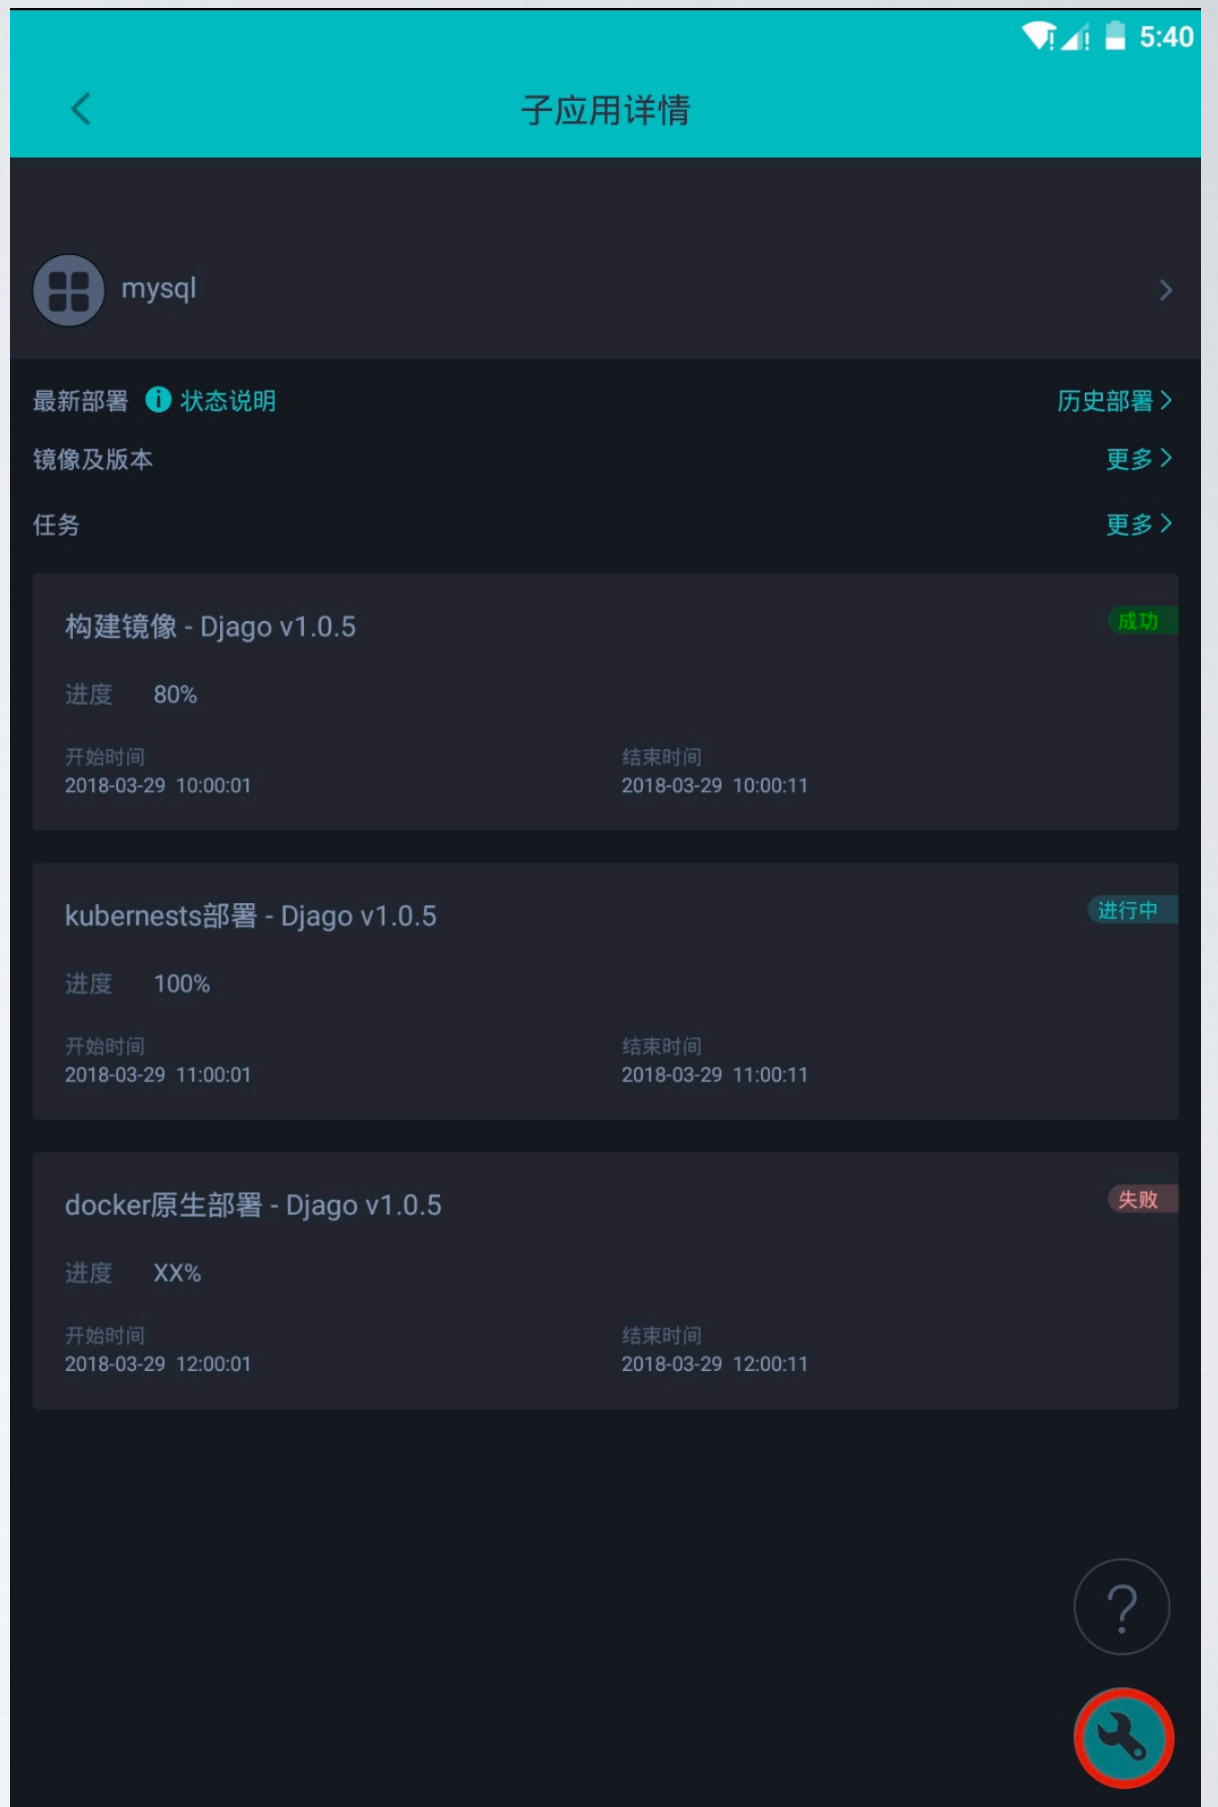 5:40
子应用详情
mysql
最新部署 状态说明 历史部署
镜像及版本 更多
任务 更多
构建镜像 - Djago v1.0.5 成功
进度 80%
开始时间 结束时间
2018-03-29 10:00:01 2018-03-29 10:00:11
kubernests部署 - Djago v1.0.5 进行中
进度 100%
开始时间 结束时间
2018-03-29 11:00:01 2018-03-29 11:00:11
docker原生部署 - Djago v1.0.5 失败
进度 XX%
开始时间 结束时间
2018-03-29 12:00:01 2018-03-29 12:00:11
?